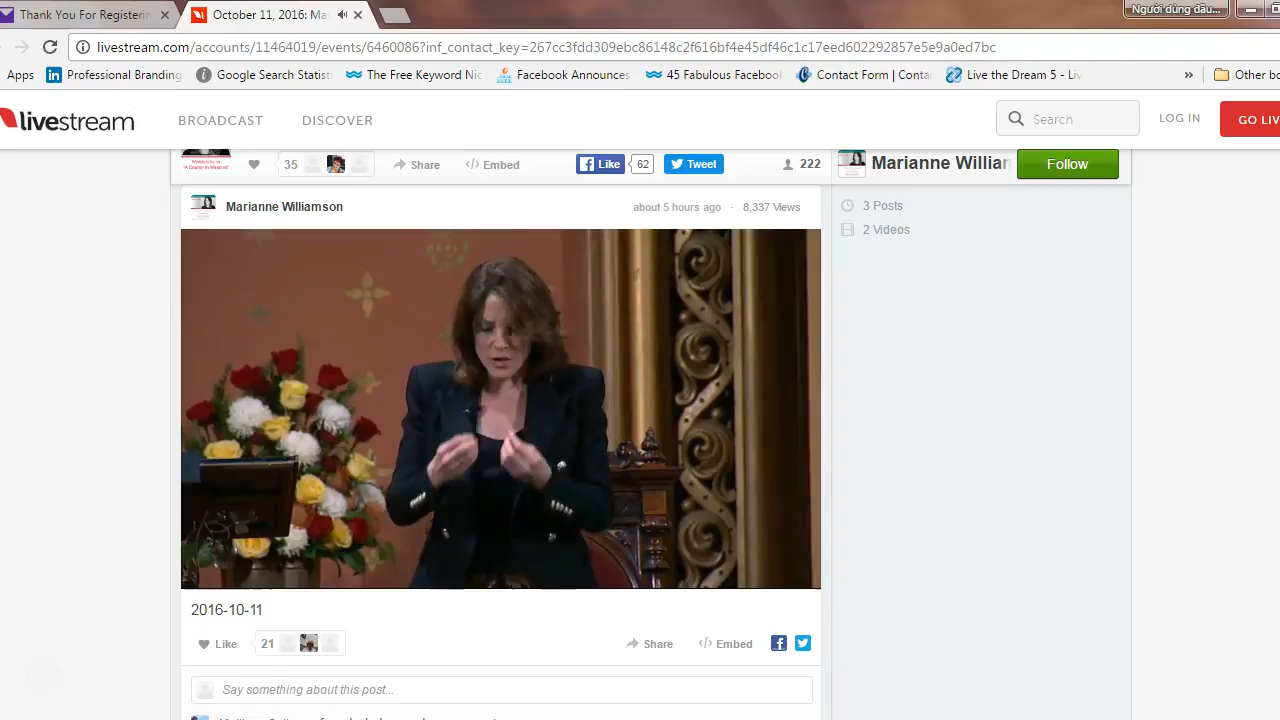 Thank You For Registerin
October 11, 2016: Ma
Người dùng đầu...
livestream.com/accounts/11464019/events/6460086?inf_contact_key=267cc3fdd309ebc86148c2f616f4e45df46c1c17eed602292857e5e9a0ed7bc
Apps Professional Branding Google Search Statist The Free Keyword Nic Facebook Announces 45 Fabulous Facebook Contact Form | Conta Live the Dream 5 - Liv » Other bo
livestream BROADCAST DISCOVER Search LOG IN GO LIV
35 Share Embed Like 62 Tweet 222 Marianne Willian Follow
Marianne Williamson about 5 hours ago · 8,337 Views
3 Posts
2 Videos
2016-10-11
Like 21 Share Embed
Say something about this post...